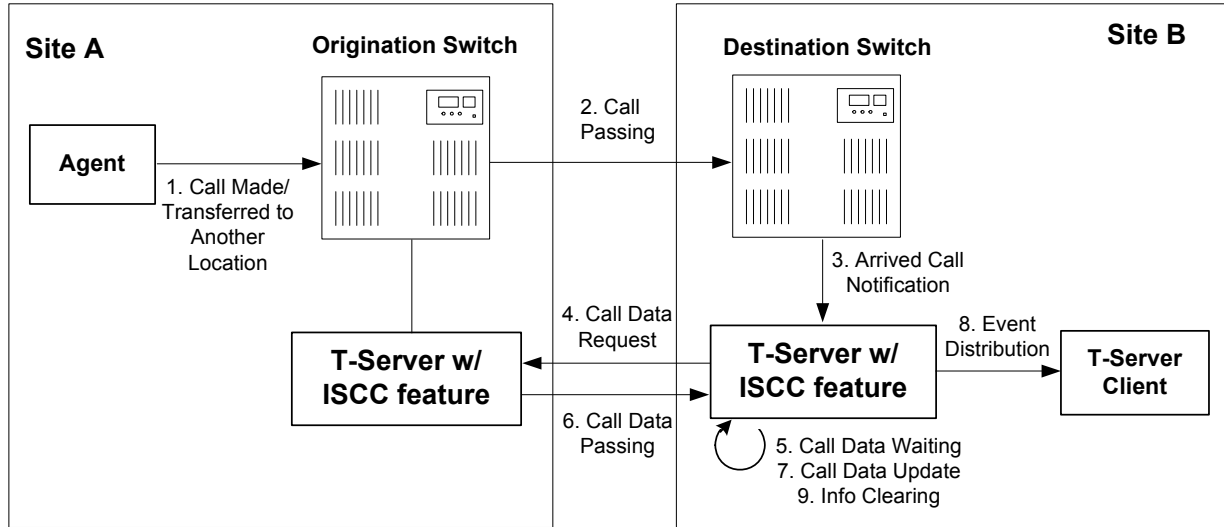 Site A
Origination Switch
Destination Switch
Site B
Agent
1. Call Made/
Transferred to
Another
Location
2. Call
Passing
3. Arrived Call
Notification
4. Call Data
Request
T-Server w/
ISCC feature
6. Call Data
Passing
T-Server w/
ISCC feature
8. Event
Distribution
T-Server
Client
5. Call Data Waiting
7. Call Data Update
9. Info Clearing